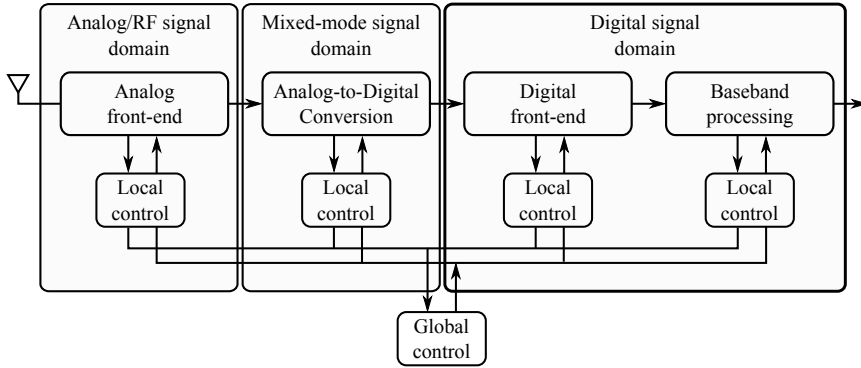 Analog/RF signal
domain
Mixed-mode signal
domain
Digital signal
domain
Analog
front-end
Analog-to-Digital
Conversion
Digital
front-end
Baseband
processing
Local
control
Local
control
Local
control
Local
control
Global
control